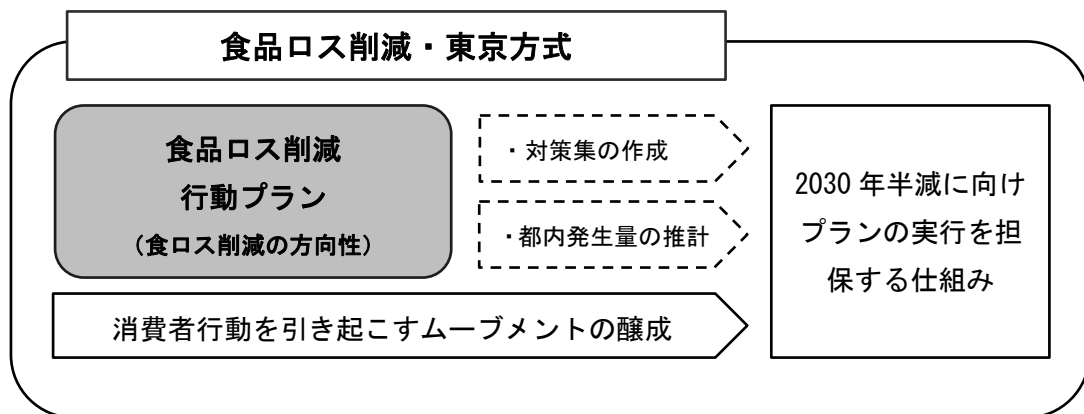 食品ロス削減・東京方式
食品ロス削減
行動プラン
（食ロス削減の方向性）
・対策集の作成
・都内発生量の推計
2030 年半減に向け
プランの実行を担
保する仕組み
消費者行動を引き起こすムーブメントの醸成